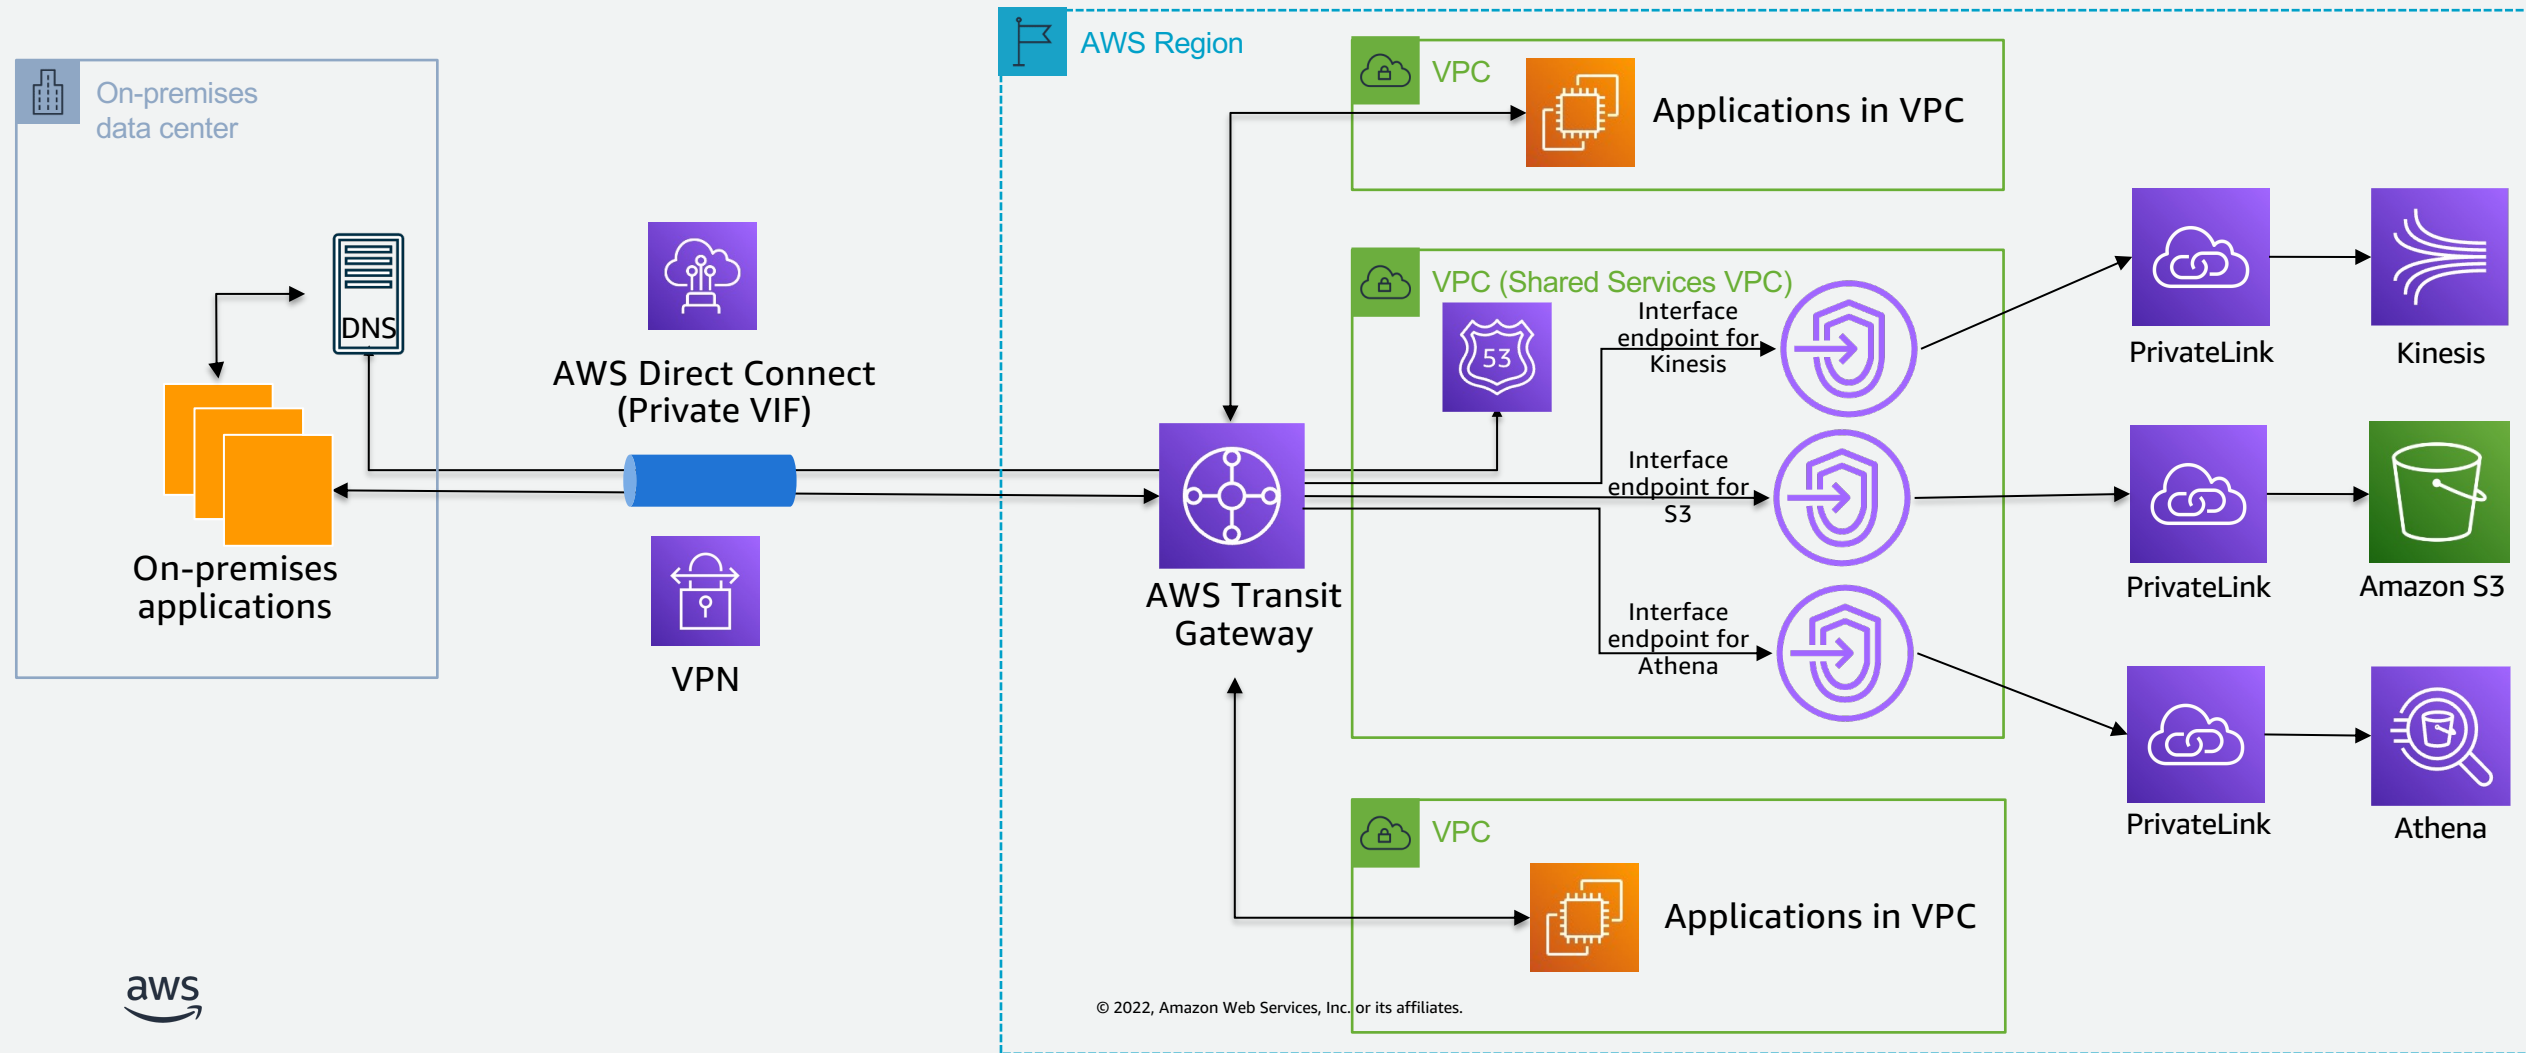 On-premises
data center
DNS
On-premises
applications
AWS Direct Connect
(Private VIF)
VPN
AWS Region
AWS Transit
Gateway
VPC
Applications in VPC
VPC (Shared Services VPC)
53
Interface
endpoint for
Kinesis
Interface
endpoint for
S3
Interface
endpoint for
Athena
VPC
Applications in VPC
PrivateLink
Kinesis
PrivateLink
Amazon S3
PrivateLink
Athena
aws
© 2022, Amazon Web Services, Inc. or its affiliates.